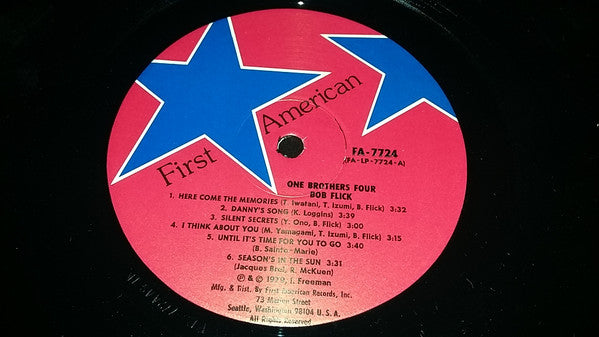 First American
FA-7724
(FA-LP-7724-A)
ONE BROTHERS FOUR
BOB FLICK
1. HERE COME THE MEMORIES (T. Iwatani, T. Izumi, B. Flick) 3:32
2. DANNY'S SONG (K. Loggins) 3:39
3. SILENT SECRETS (Y. Ono, B. Flick) 3:31
4. I THINK ABOUT YOU (M. Yamagami, T. Izumi, B. Flick) 3:15
5. UNTIL IT'S TIME FOR YOU TO GO 3:40
(B. Sainte-Marie)
6. SEASON'S IN THE SUN 3:31
(Jacques Brel, R. McKuen)
℗ & © 1979, I. Freeman
Mfg. & Dist. By First American Records, Inc.
73 Marion Street
Seattle, Washington 98104 U.S.A.
All Rights Reserved